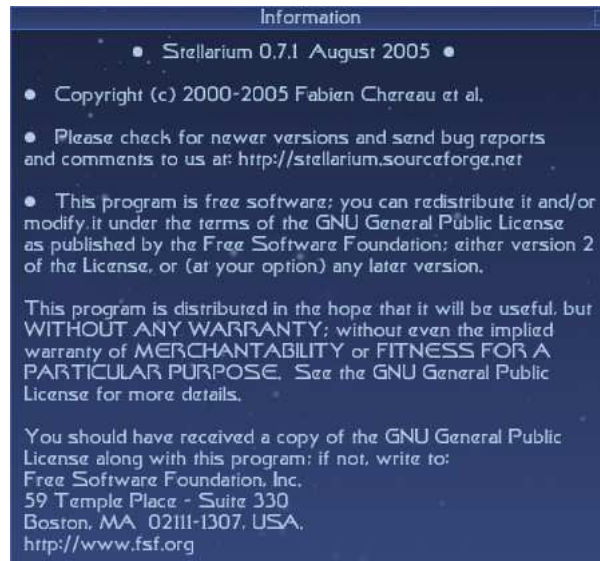 Information
● Stellarium 0.7.1 August 2005 ●
● Copyright (c) 2000-2005 Fabien Chereau et al.
● Please check for newer versions and send bug reports
and comments to us at: http://stellarium.sourceforge.net
● This program is free software; you can redistribute it and/or
modify it under the terms of the GNU General Public License
as published by the Free Software Foundation; either version 2
of the License, or (at your option) any later version.
This program is distributed in the hope that it will be useful, but
WITHOUT ANY WARRANTY; without even the implied
warranty of MERCHANTABILITY or FITNESS FOR A
PARTICULAR PURPOSE. See the GNU General Public
License for more details.
You should have received a copy of the GNU General Public
License along with this program; if not, write to:
Free Software Foundation, Inc.
59 Temple Place - Suite 330
Boston, MA 02111-1307, USA.
http://www.fsf.org